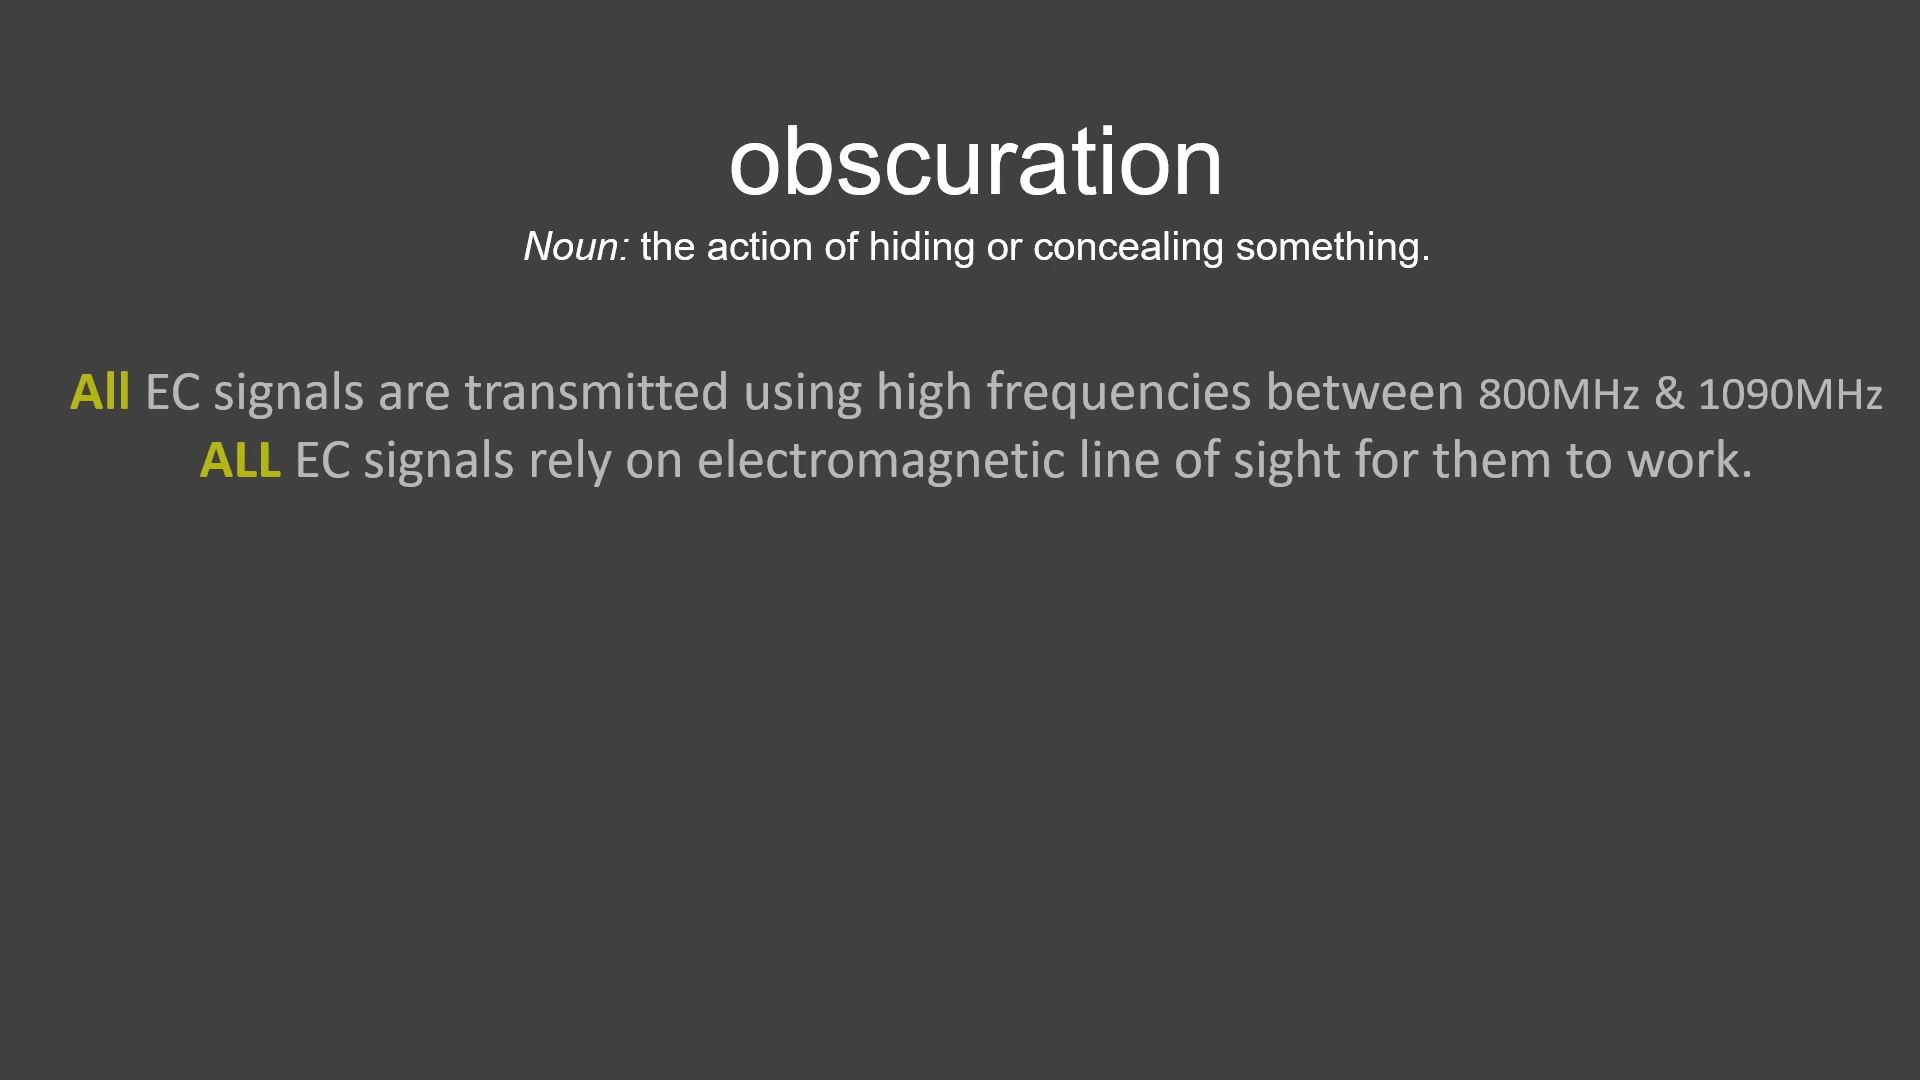 obscuration
Noun: the action of hiding or concealing something.
All EC signals are transmitted using high frequencies between 800MHz & 1090MHz
ALL EC signals rely on electromagnetic line of sight for them to work.